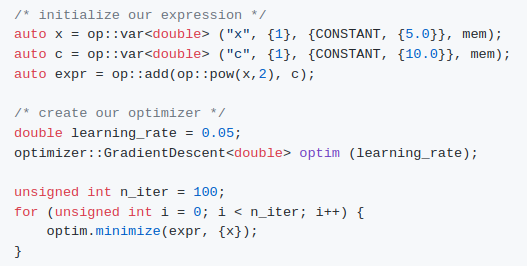 /* initialize our expression */
auto x = op::var<double> ("x", {1}, {CONSTANT, {5.0}}, mem);
auto c = op::var<double> ("c", {1}, {CONSTANT, {10.0}}, mem);
auto expr = op::add(op::pow(x,2), c);

/* create our optimizer */
double learning_rate = 0.05;
optimizer::GradientDescent<double> optim (learning_rate);

unsigned int n_iter = 100;
for (unsigned int i = 0; i < n_iter; i++) {
    optim.minimize(expr, {x});
}